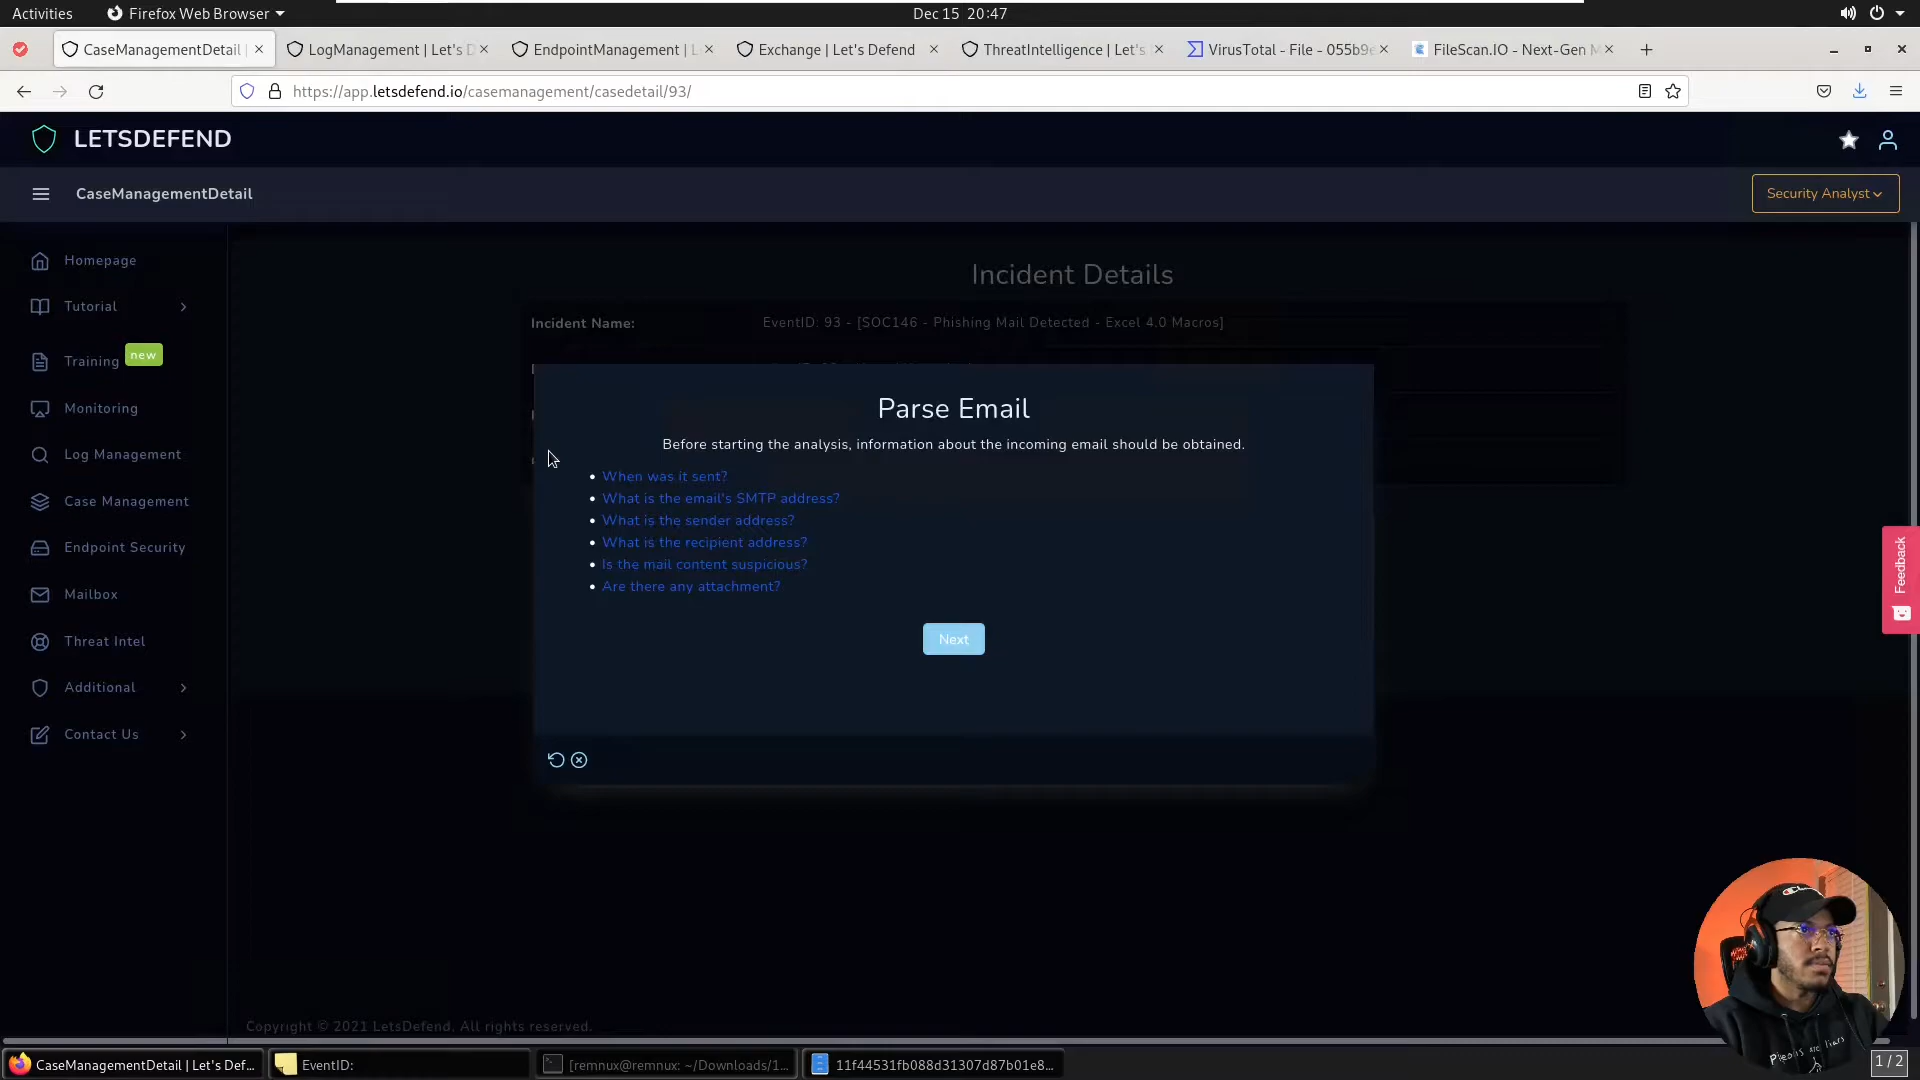 Activities
Firefox Web Browser
Dec 15 20:47
CaseManagementDetail |
LogManagement | Let's D
EndpointManagement | L
Exchange | Let's Defend
ThreatIntelligence | Let's
VirusTotal - File - 055b9e
FileScan.IO - Next-Gen M
https://app.letsdefend.io/casemanagement/casedetail/93/
LETSDEFEND
CaseManagementDetail
Security Analyst
Homepage
Tutorial
Training
new
Monitoring
Log Management
Case Management
Endpoint Security
Mailbox
Threat Intel
Additional
Contact Us
Incident Details
Incident Name:
EventID: 93 - [SOC146 - Phishing Mail Detected - Excel 4.0 Macros]
Parse Email
Before starting the analysis, information about the incoming email should be obtained.
When was it sent?
What is the email's SMTP address?
What is the sender address?
What is the recipient address?
Is the mail content suspicious?
Are there any attachment?
Next
Feedback
Copyright © 2021 LetsDefend, All rights reserved.
CaseManagementDetail | Let's Def...
EventID:
[remnux@remnux: ~/Downloads/1...
11f44531fb088d31307d87b01e8...
1 / 2